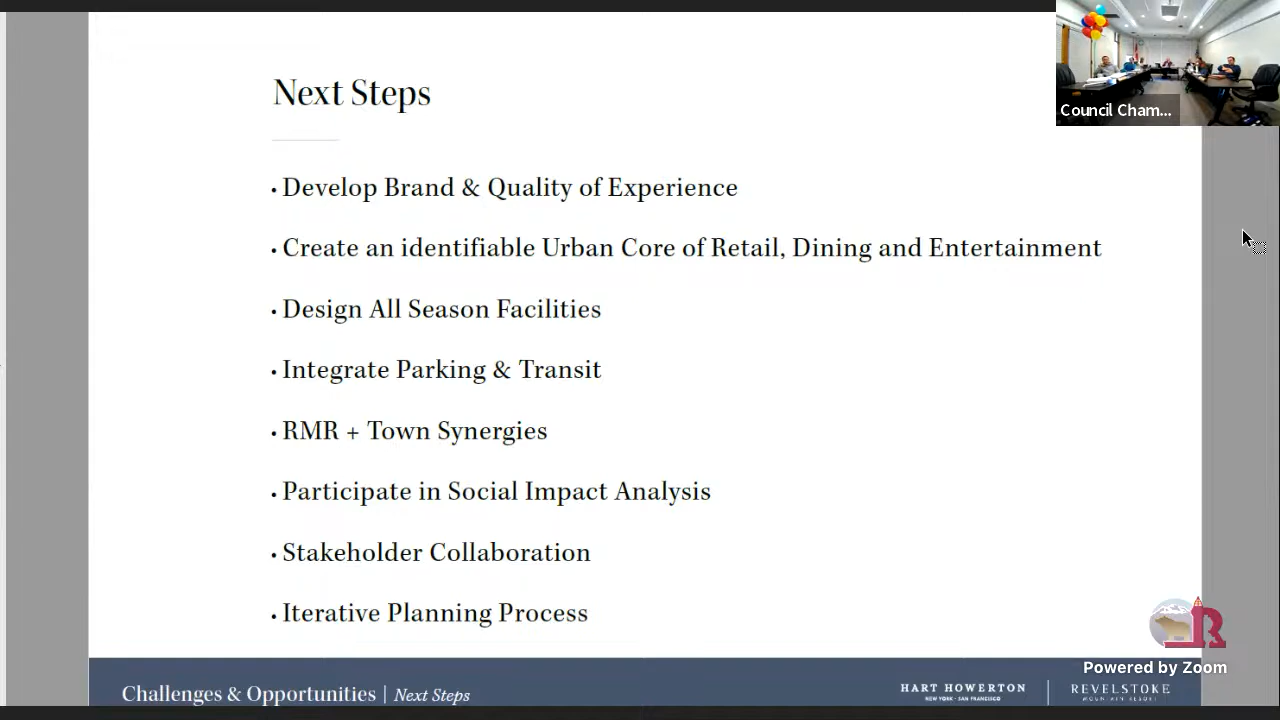 Next Steps
• Develop Brand & Quality of Experience
• Create an identifiable Urban Core of Retail, Dining and Entertainment
• Design All Season Facilities
• Integrate Parking & Transit
• RMR + Town Synergies
• Participate in Social Impact Analysis
• Stakeholder Collaboration
• Iterative Planning Process
Challenges & Opportunities | Next Steps
HART HOWERTON
NEW YORK · SAN FRANCISCO
REVELSTOKE
MOUNTAIN RESORT
Council Cham...
R
Powered by Zoom